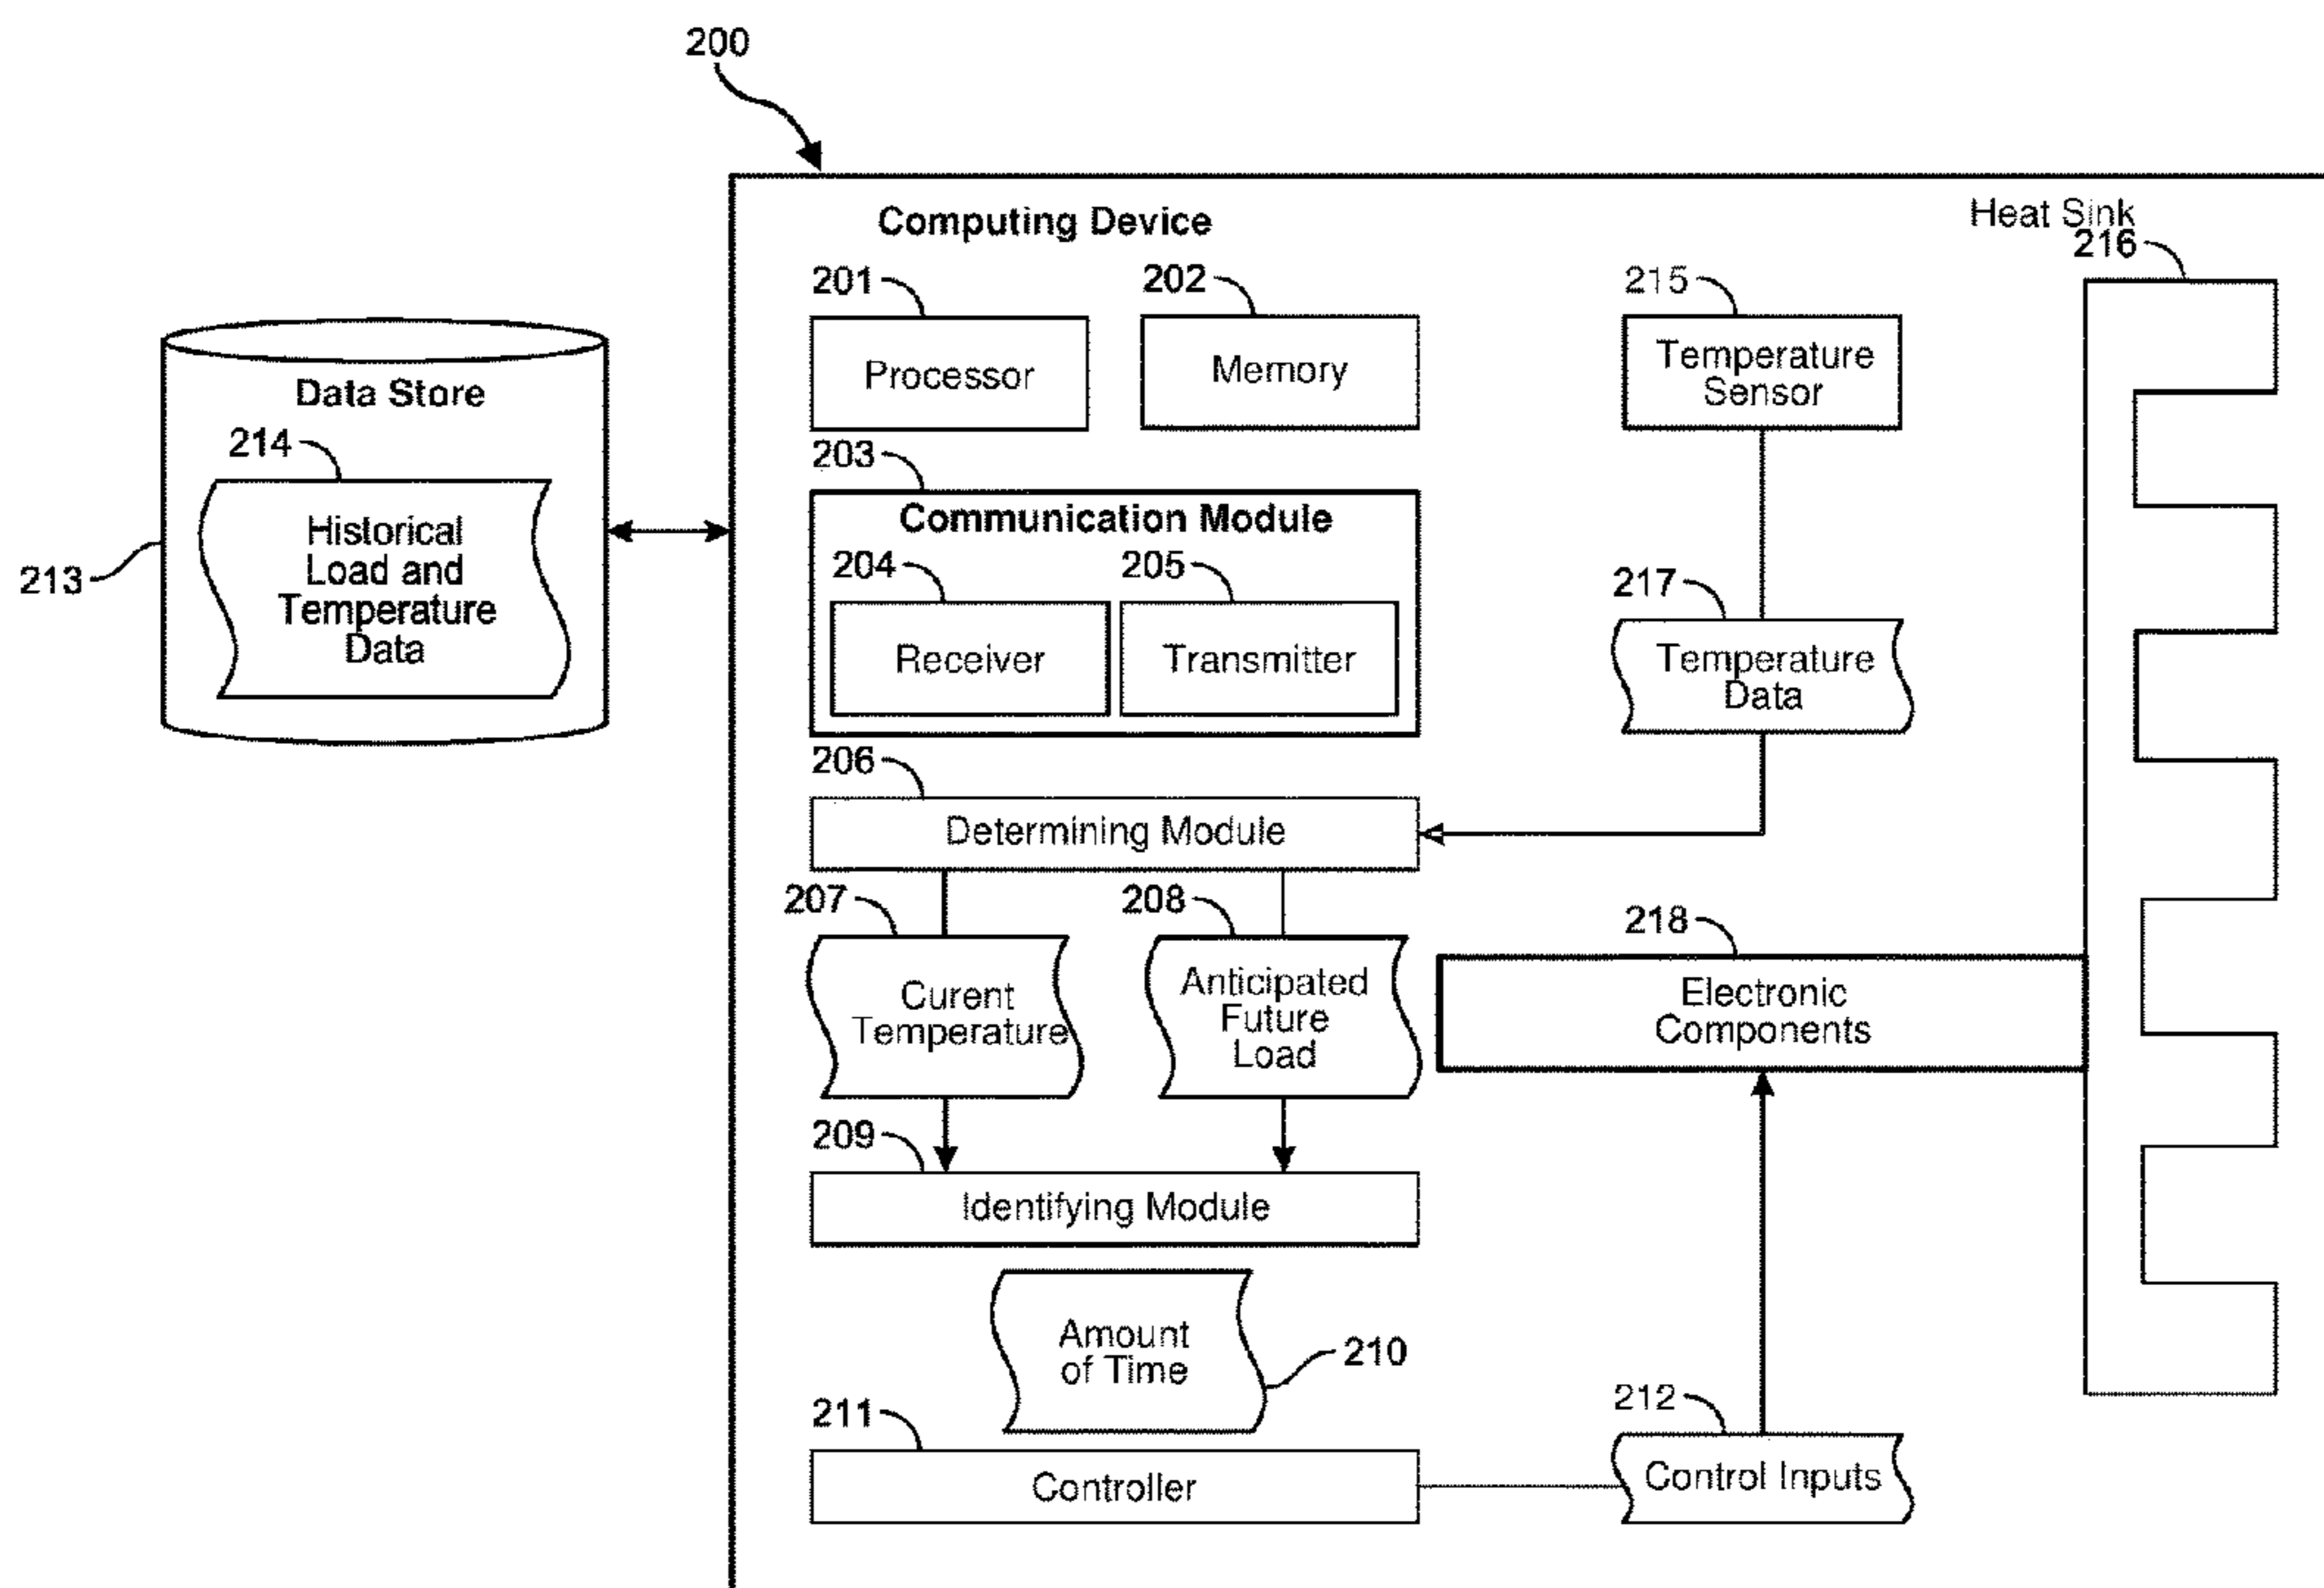 200
Computing Device
Heat Sink
216
201
202
215
Processor
Memory
Temperature
Sensor
Data Store
214
Historical
Load and
Temperature
Data
213
203
Communication Module
204
205
Receiver
Transmitter
217
Temperature
Data
206
Determining Module
207
208
Curent
Temperature
Anticipated
Future
Load
218
Electronic
Components
209
Identifying Module
Amount
of Time
210
211
Controller
212
Control Inputs